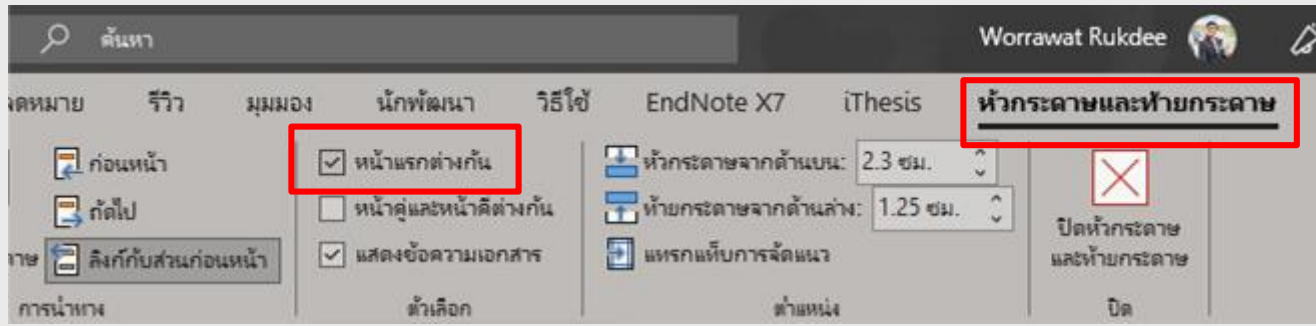 ค้นหา Worrawat Rukdee
จดหมาย รีวิว มุมมอง นักพัฒนา วิธีใช้ EndNote X7 iThesis หัวกระดาษและท้ายกระดาษ
ก่อนหน้า หน้าแรกต่างกัน หัวกระดาษจากด้านบน: 2.3 ซม.
ถัดไป หน้าคู่และหน้าคี่ต่างกัน ท้ายกระดาษจากด้านล่าง: 1.25 ซม.
ลิงก์กับส่วนก่อนหน้า แสดงข้อความเอกสาร แทรกแท็บการจัดแนว
ปิดหัวกระดาษ
และท้ายกระดาษ
การนำทาง ตัวเลือก ตำแหน่ง ปิด